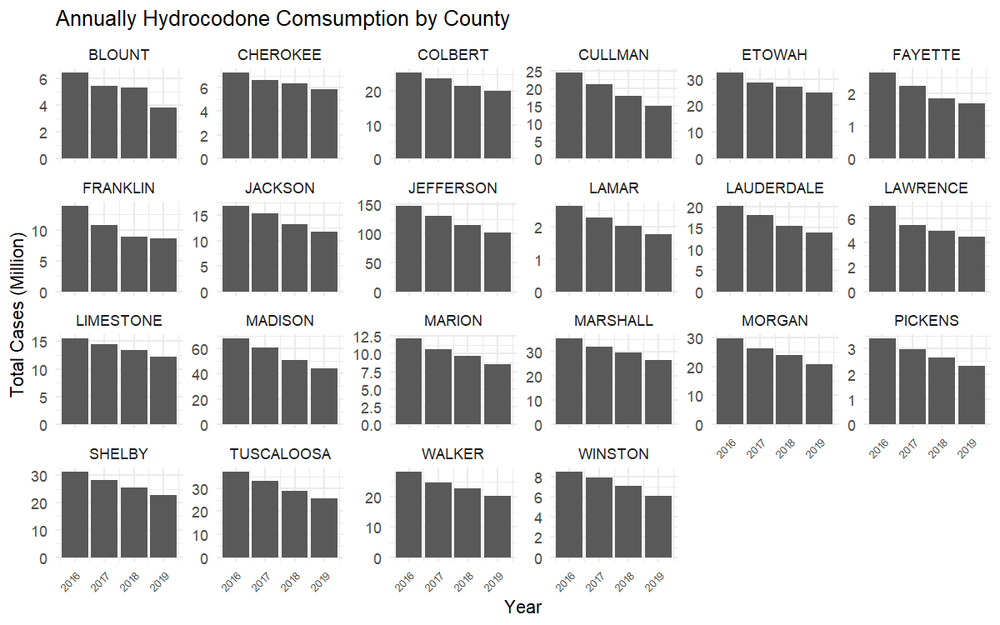 Annually Hydrocodone Comsumption by County
BLOUNT CHEROKEE COLBERT CULLMAN ETOWAH FAYETTE
6 4 2 0
6 4 2 0
20 10 0
25 20 15 10 5 0
30 20 10 0
2 1 0
FRANKLIN JACKSON JEFFERSON LAMAR LAUDERDALE LAWRENCE
10 5 0
15 10 5 0
150 100 50 0
2 1 0
20 15 10 5 0
6 4 2 0
LIMESTONE MADISON MARION MARSHALL MORGAN PICKENS
15 10 5 0
60 40 20 0
12.5 10.0 7.5 5.0 2.5 0.0
30 20 10 0
30 20 10 0
3 2 1 0
2016 2017 2018 2019
2016 2017 2018 2019
SHELBY TUSCALOOSA WALKER WINSTON
30 20 10 0
30 20 10 0
20 10 0
8 6 4 2 0
2016 2017 2018 2019
2016 2017 2018 2019
2016 2017 2018 2019
2016 2017 2018 2019
Total Cases (Million)
Year